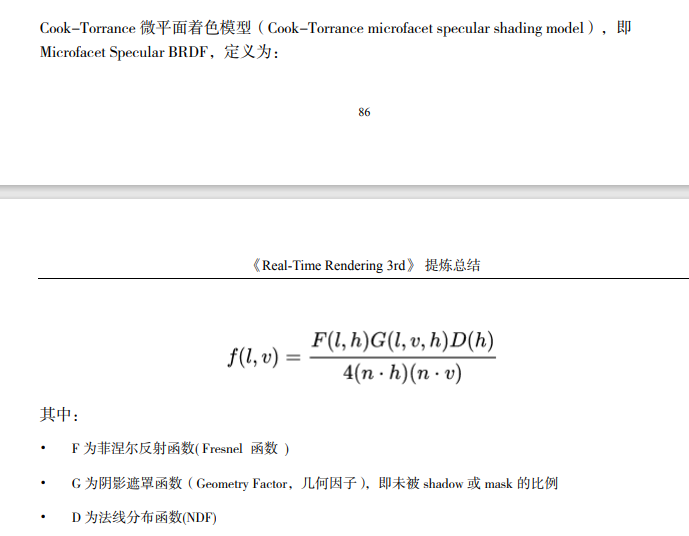 Cook-Torrance 微平面着色模型（Cook-Torrance microfacet specular shading model），即
Microfacet Specular BRDF，定义为：
86
《Real-Time Rendering 3rd》 提炼总结
f(l, v) = F(l, h)G(l, v, h)D(h) / 4(n · h)(n · v)
其中：
• F 为菲涅尔反射函数( Fresnel 函数 )
• G 为阴影遮罩函数（Geometry Factor，几何因子），即未被 shadow 或 mask 的比例
• D 为法线分布函数(NDF)